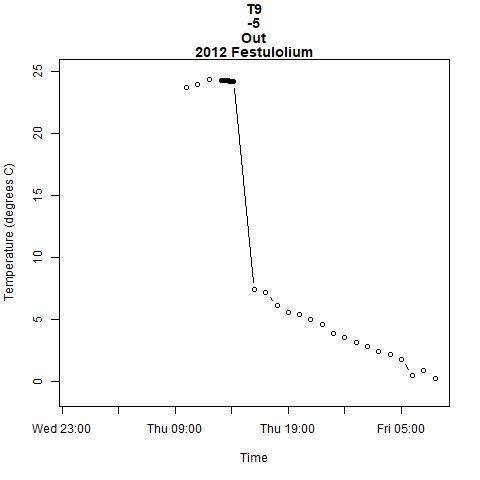 T9
-5
Out
2012 Festulolium
Temperature (degrees C)
25
20
15
10
5
0
Wed 23:00 Thu 09:00 Thu 19:00 Fri 05:00
Time